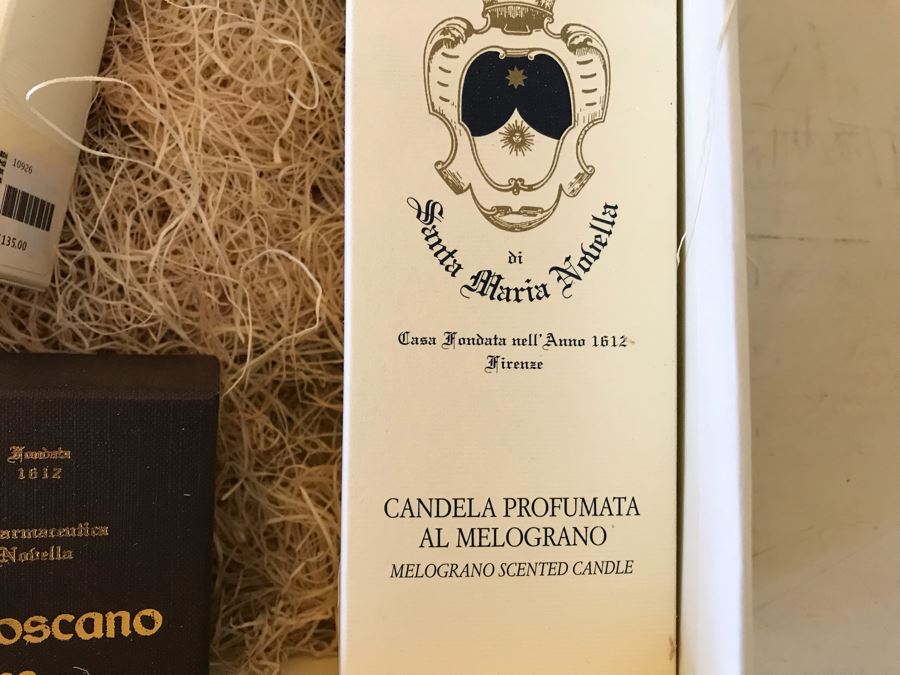 10926
135.00
di
Santa Maria Novella
Casa Fondata nell'Anno 1612
Firenze
CANDELA PROFUMATA
AL MELOGRANO
MELOGRANO SCENTED CANDLE
Fondata
1612
armaceutica
Novella
oscano